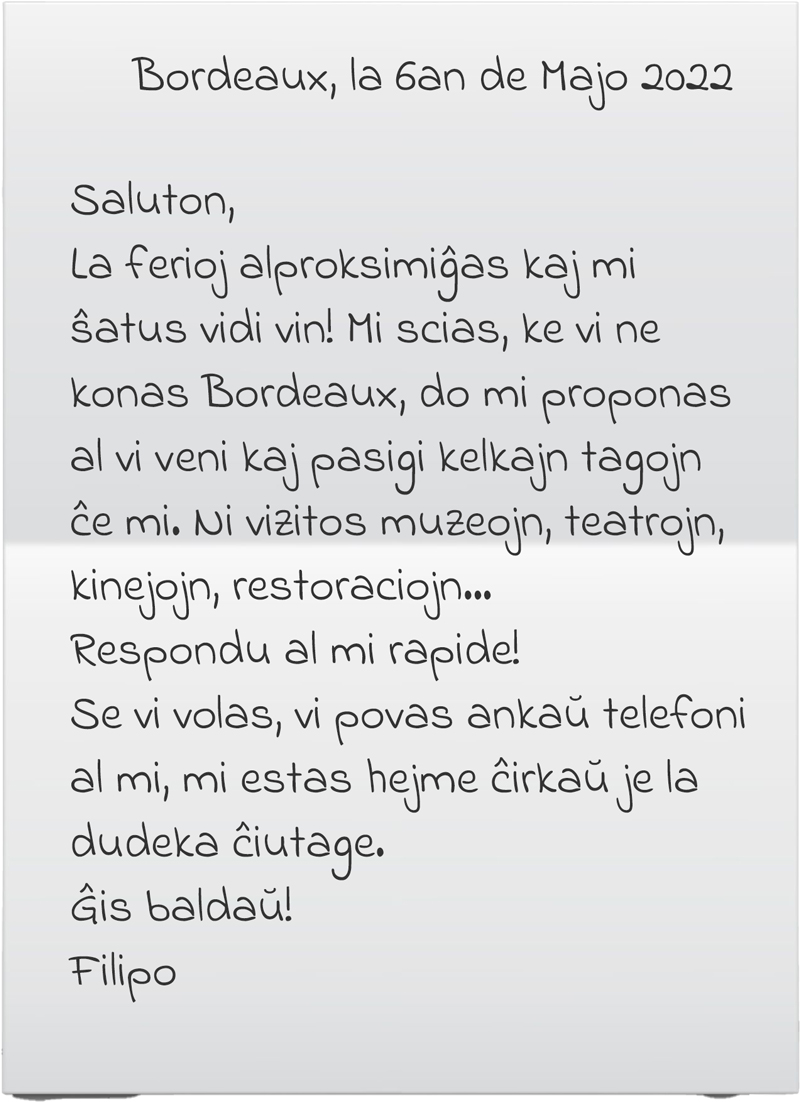 Bordeaux, la 6an de Majo 2022
Saluton,
La ferioj alproksimiĝas kaj mi
ŝatus vidi vin! Mi scias, ke vi ne
konas Bordeaux, do mi proponas
al vi veni kaj pasigi kelkajn tagojn
ĉe mi. Ni vizitos muzeojn, teatrojn,
kinejojn, restoraciojn...
Respondu al mi rapide!
Se vi volas, vi povas ankaŭ telefoni
al mi, mi estas hejme ĉirkaŭ je la
dudeka ĉiutage.
Ĝis baldaŭ!
Filipo